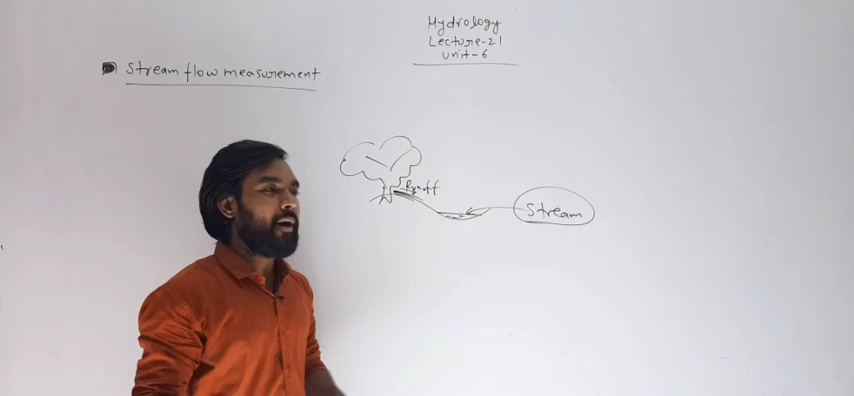 Hydrology
Lecture-21
Unit-6
Stream flow measurement
Runoff
Stream